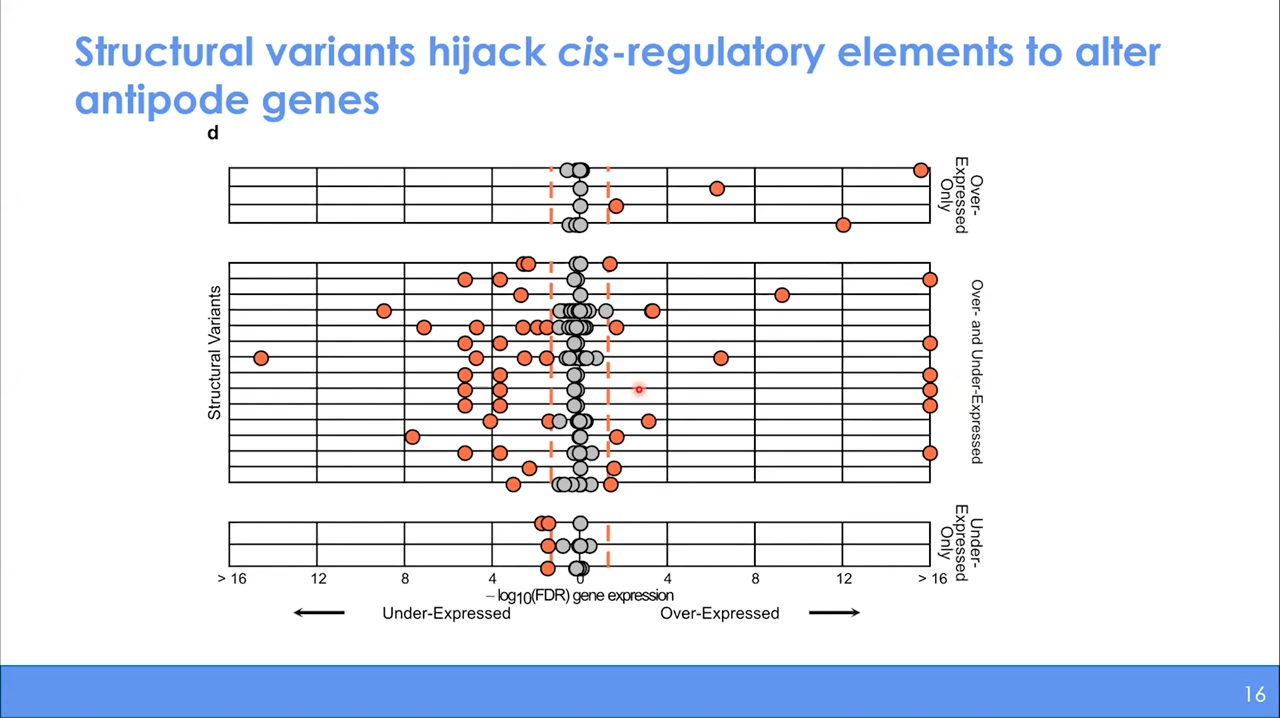 Structural variants hijack cis-regulatory elements to alter
antipode genes
d
Over-
Expressed
Only
Structural Variants
Over- and Under-Expressed
Under-
Expressed
Only
> 16 12 8 4 0 4 8 12 > 16
– log10(FDR) gene expression
Under-Expressed Over-Expressed
16